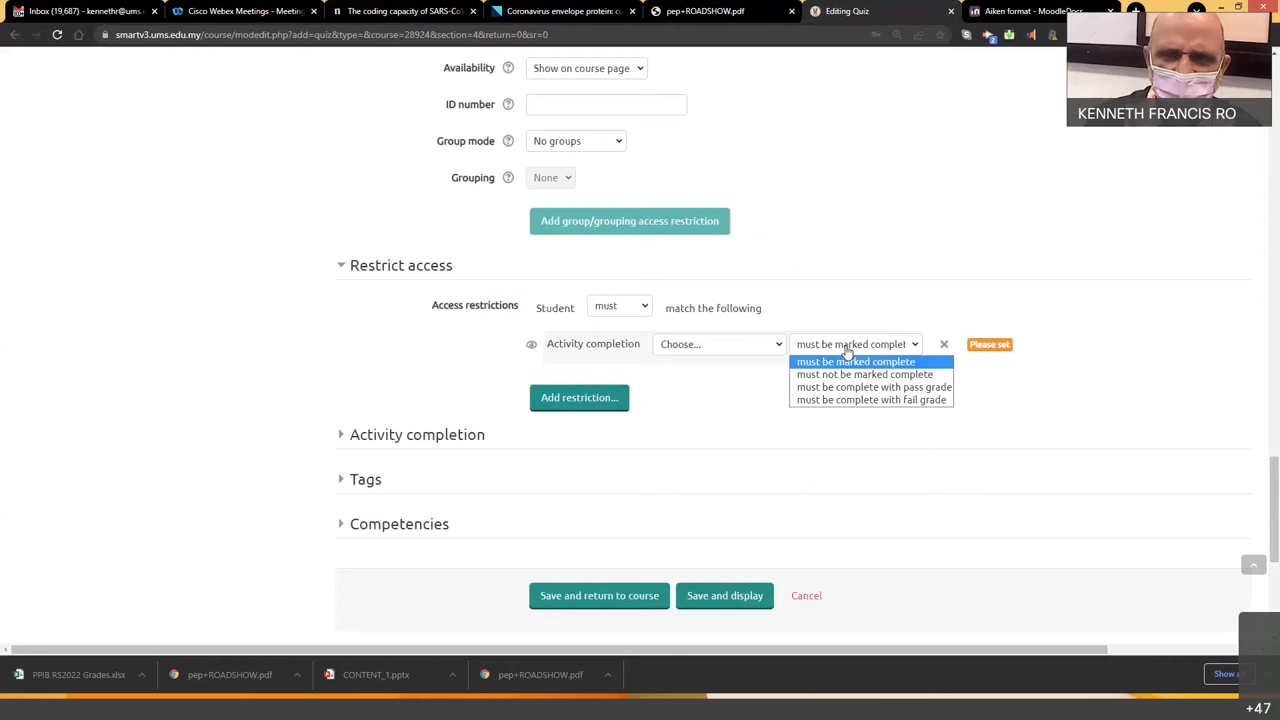 Inbox (19,687) - kenneth@ums.e
Cisco Webex Meetings - Meeting
The coding capacity of SARS-CoV
Coronavirus envelope protein: cu
pep+ROADSHOW.pdf
Editing Quiz
Aiken format - MoodleDocs
smartv3.ums.edu.my/course/modedit.php?add=quiz&type=&course=28924&section=4&return=0&sr=0
KENNETH FRANCIS RO
Availability
Show on course page
ID number
Group mode
No groups
Grouping
None
Add group/grouping access restriction
Restrict access
Access restrictions
Student must match the following
Activity completion
Choose...
must be marked complet
Please set
must be marked complete
must not be marked complete
must be complete with pass grade
must be complete with fail grade
Add restriction...
Activity completion
Tags
Competencies
Save and return to course
Save and display
Cancel
PPIB RS2022 Grades.xlsx
pep+ROADSHOW.pdf
CONTENT_1.pptx
pep+ROADSHOW.pdf
Show a
+47